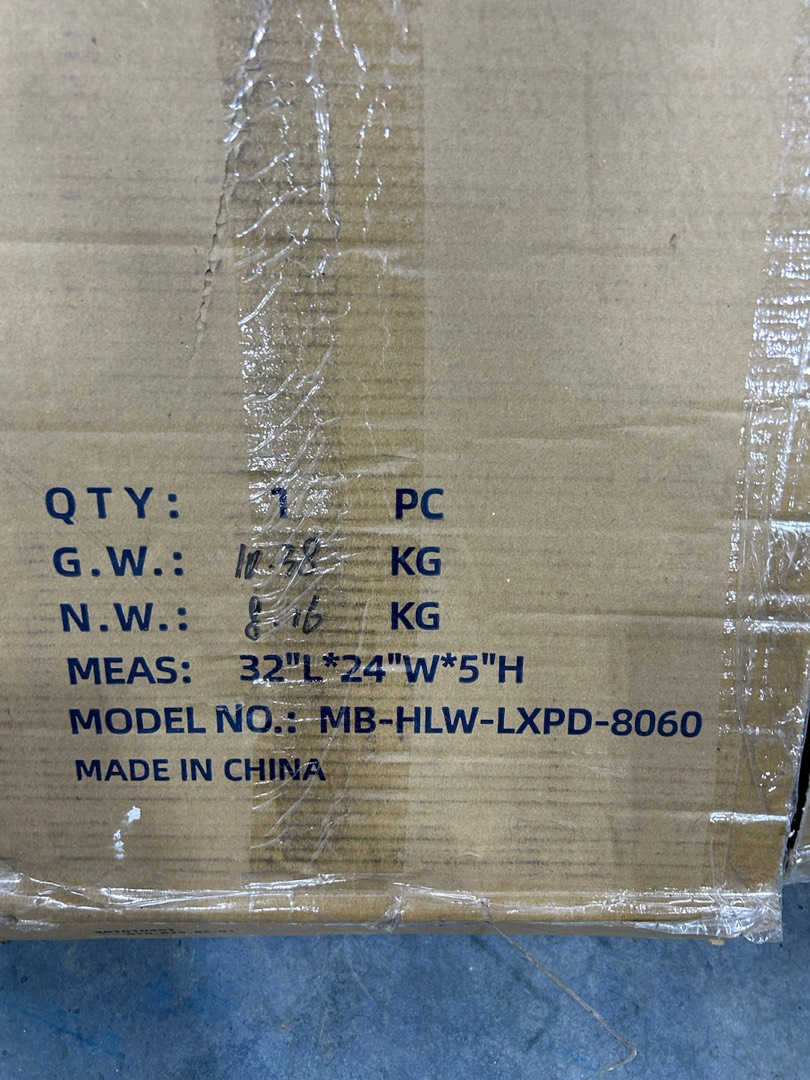 QTY: 1 PC
G.W.: 10.38 KG
N.W.: 8.16 KG
MEAS: 32"L*24"W*5"H
MODEL NO.: MB-HLW-LXPD-8060
MADE IN CHINA